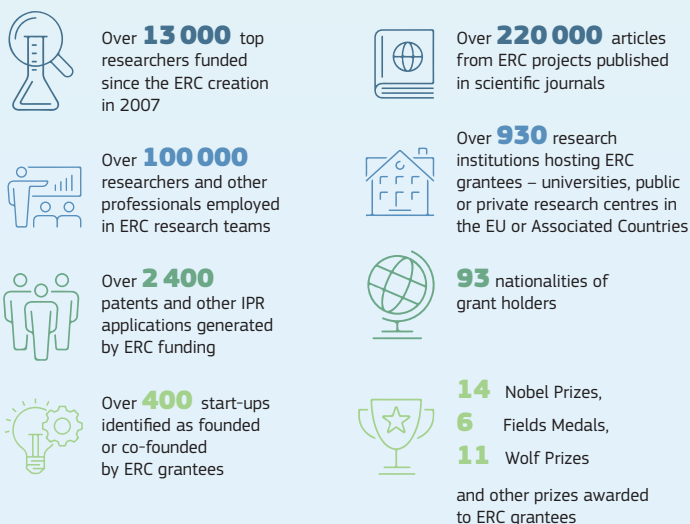 Over 13 000 top
researchers funded
since the ERC creation
in 2007
Over 100 000
researchers and other
professionals employed
in ERC research teams
Over 2 400
patents and other IPR
applications generated
by ERC funding
Over 400 start-ups
identified as founded
or co-founded
by ERC grantees
Over 220 000 articles
from ERC projects published
in scientific journals
Over 930 research
institutions hosting ERC
grantees – universities, public
or private research centres in
the EU or Associated Countries
93 nationalities of
grant holders
14 Nobel Prizes,
6 Fields Medals,
11 Wolf Prizes
and other prizes awarded
to ERC grantees